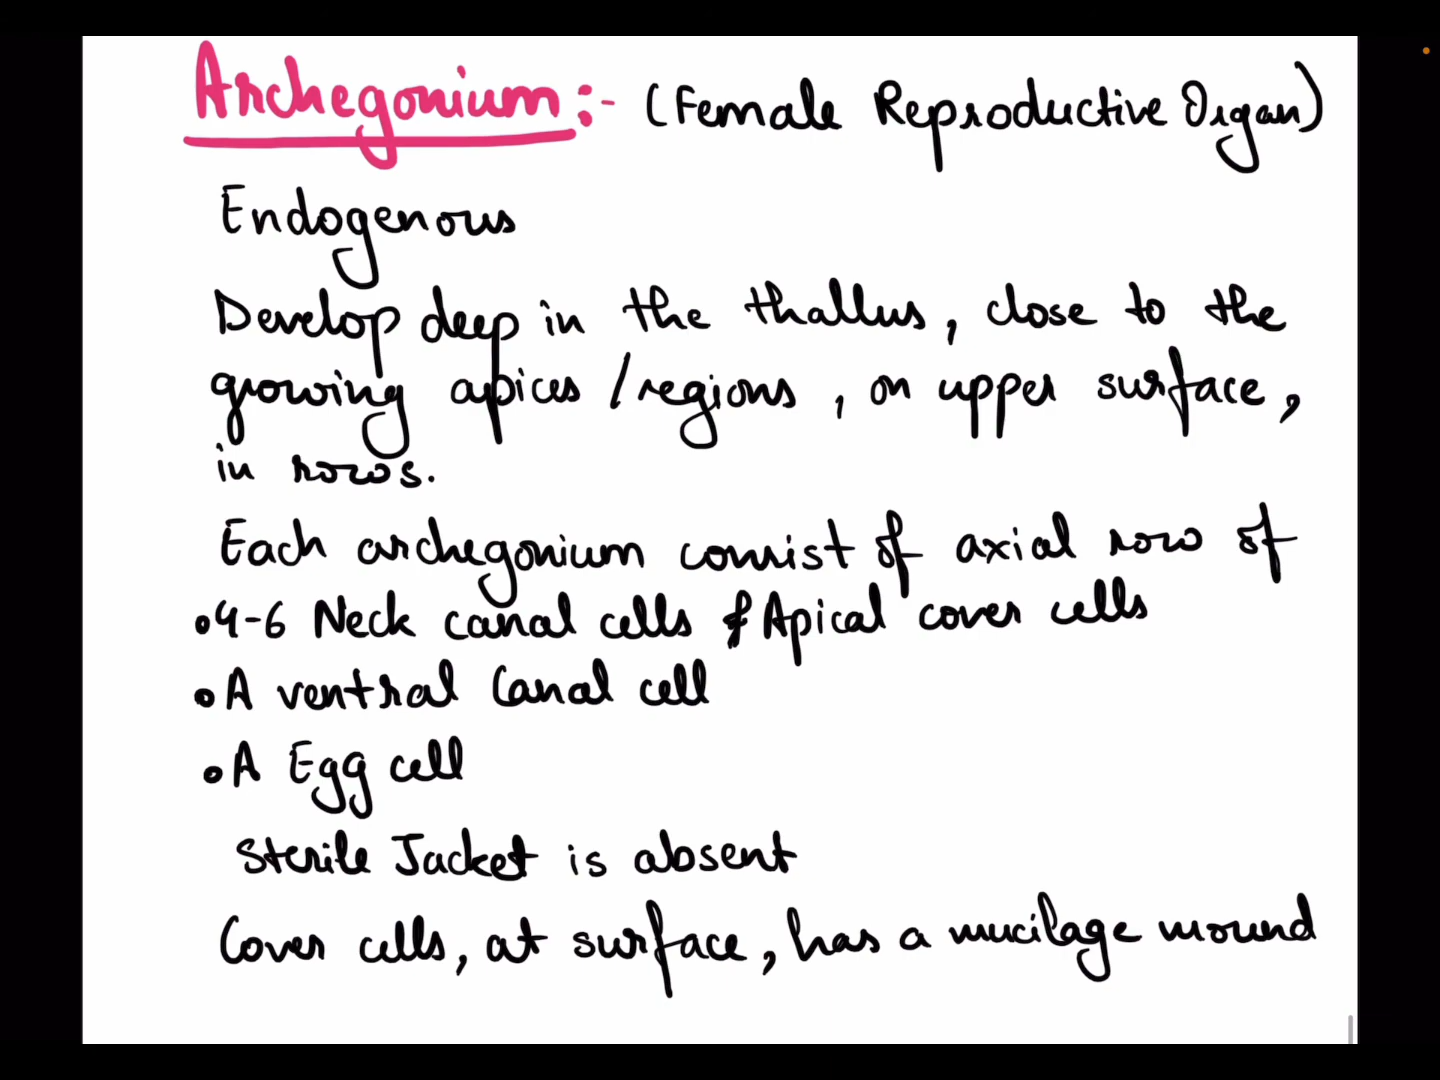 Archegonium:- (Female Reproductive Organ)
Endogenous
Develop deep in the thallus, close to the
growing apices /regions, on upper surface,
in rows.
Each archegonium consist of axial row of
•4-6 Neck canal cells & Apical cover cells
•A ventral Canal cell
•A Egg cell
Sterile Jacket is absent
Cover cells, at surface, has a mucilage mound